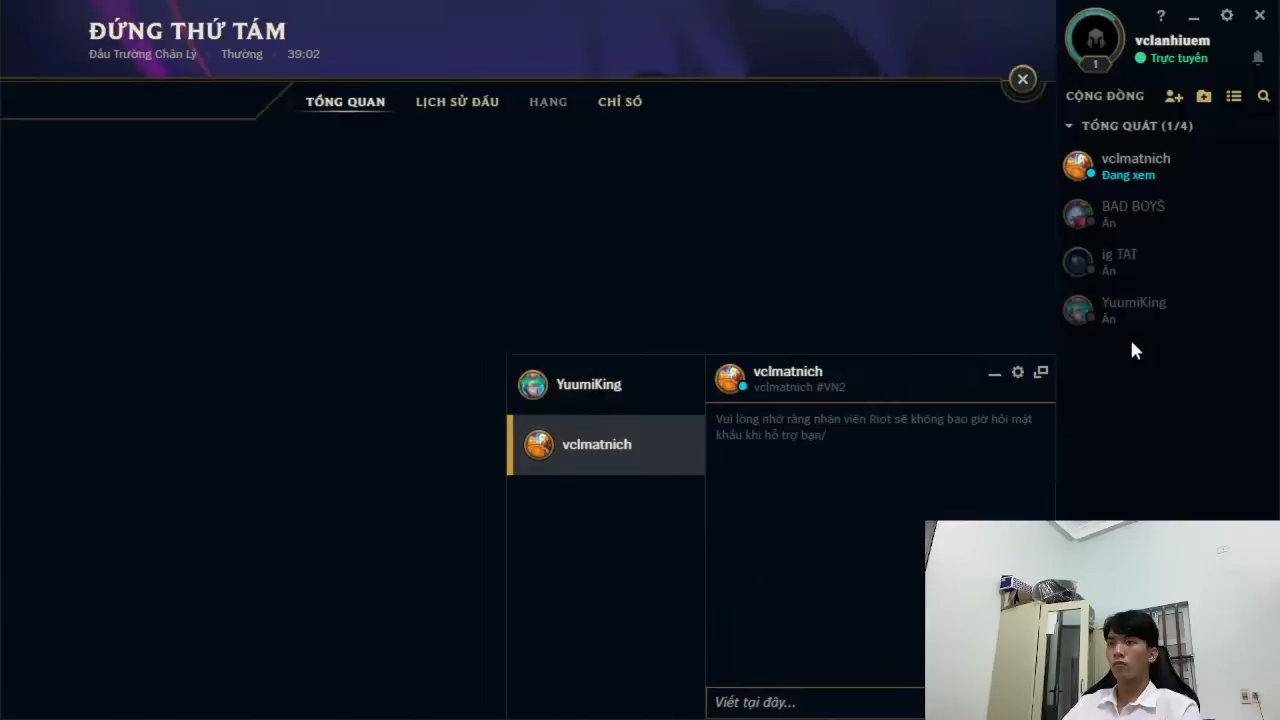 ĐỨNG THỨ TÁM
Đấu Trường Chân Lý Thường 39:02
TỔNG QUAN LỊCH SỬ ĐẤU HẠNG CHỈ SỐ
vclanhiuem
1
Trực tuyến
CỘNG ĐỒNG
TỔNG QUÁT (1/4)
vclmatnich
Đang xem
BAD BOYS
Ẩn
ig TAT
Ẩn
YuumiKing
Ẩn
YuumiKing
vclmatnich
vclmatnich
vclmatnich #VN2
Vui lòng nhớ rằng nhân viên Riot sẽ không bao giờ hỏi mật
khẩu khi hỗ trợ bạn/
Viết tại đây...